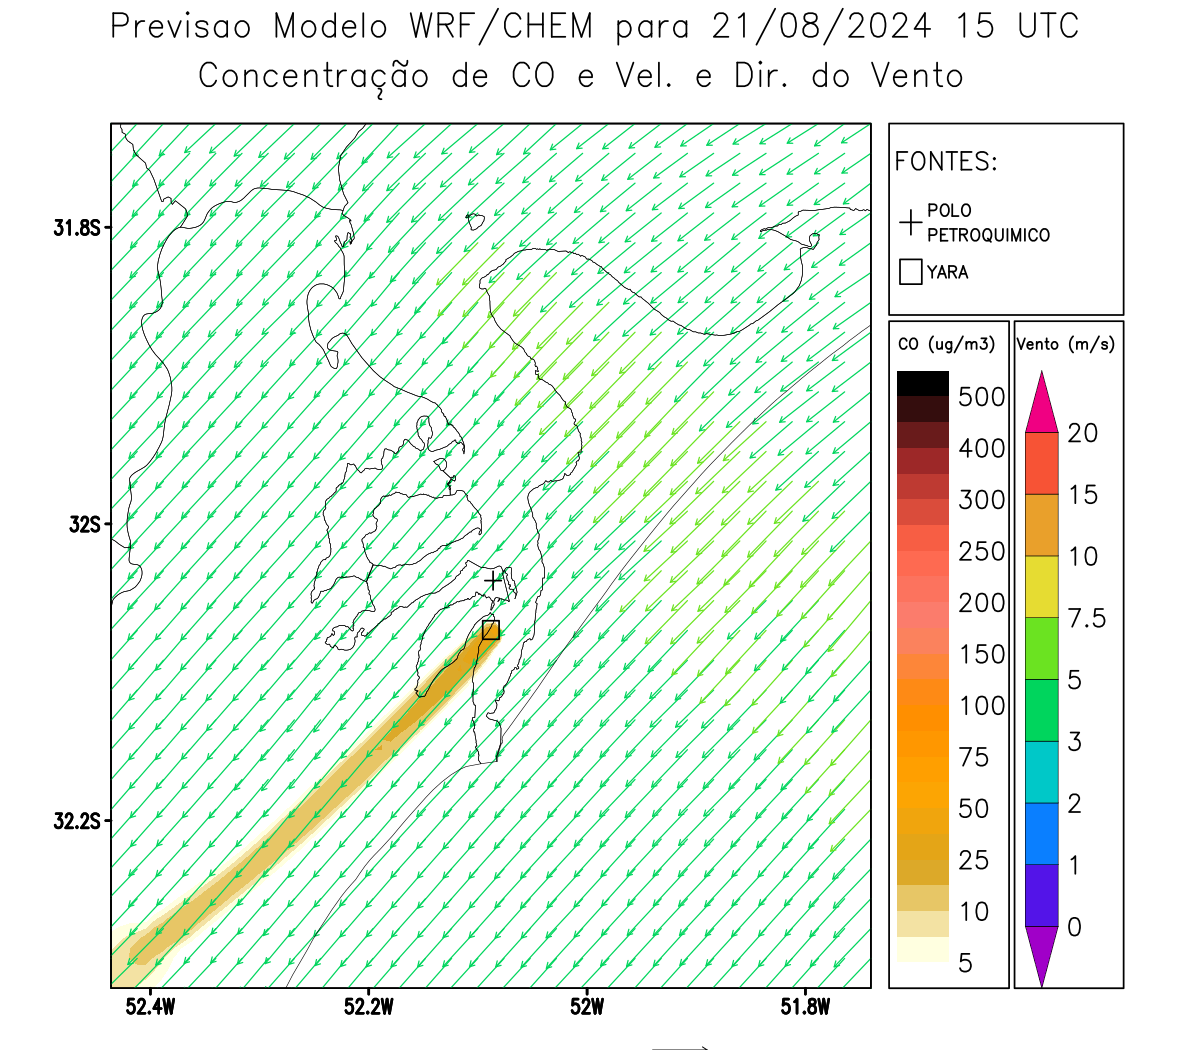 Previsao Modelo WRF/CHEM para 21/08/2024 15 UTC
Concentração de CO e Vel. e Dir. do Vento
FONTES:
POLO
PETROQUIMICO
YARA
CO (ug/m3)
500
400
300
250
200
150
100
75
50
25
10
5
Vento (m/s)
20
15
10
7.5
5
3
2
1
0
31.8S
32S
32.2S
52.4W
52.2W
52W
51.8W